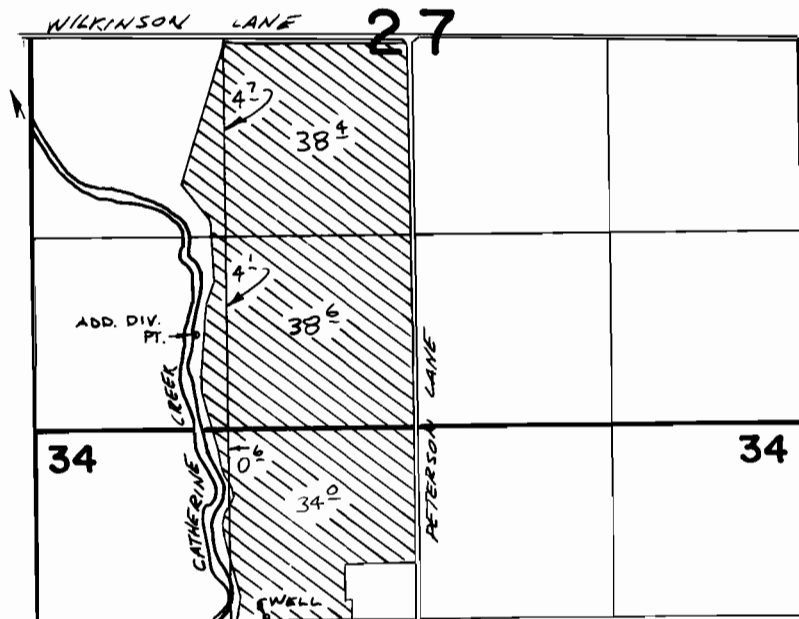 WILKINSON LANE
27
4 7
38 4
4 1
38 6
ADD. DIV.
PT.
PETERSON LANE
CATHERINE CREEK
34
34
0 6
34 0
WELL